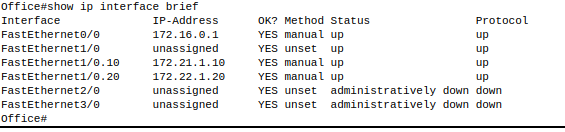 Office#show ip interface brief
Interface IP-Address OK? Method Status Protocol
FastEthernet0/0 172.16.0.1 YES manual up up
FastEthernet1/0 unassigned YES unset up up
FastEthernet1/0.10 172.21.1.10 YES manual up up
FastEthernet1/0.20 172.22.1.20 YES manual up up
FastEthernet2/0 unassigned YES unset administratively down down
FastEthernet3/0 unassigned YES unset administratively down down
Office#